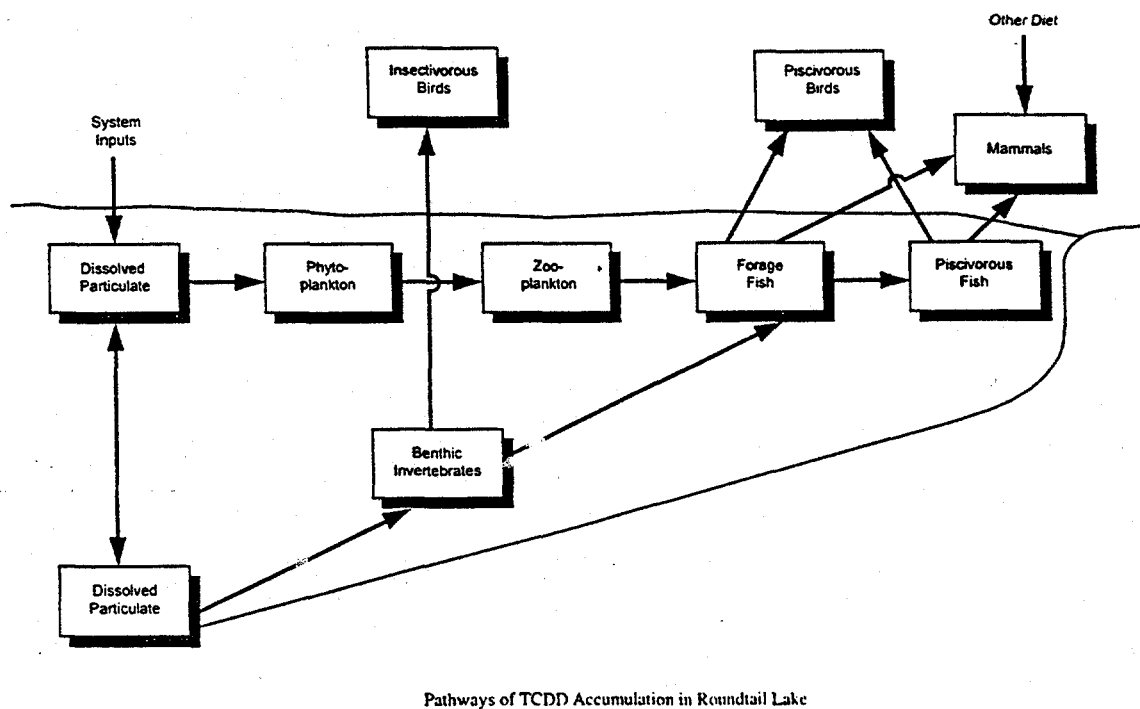 Other Diet
Insectivorous
Birds
Piscivorous
Birds
System
Inputs
Mammals
Dissolved
Particulate
Phyto-
plankton
Zoo-
plankton
Forage
Fish
Piscivorous
Fish
Benthic
Invertebrates
Dissolved
Particulate
Pathways of TCDD Accumulation in Roundtail Lake